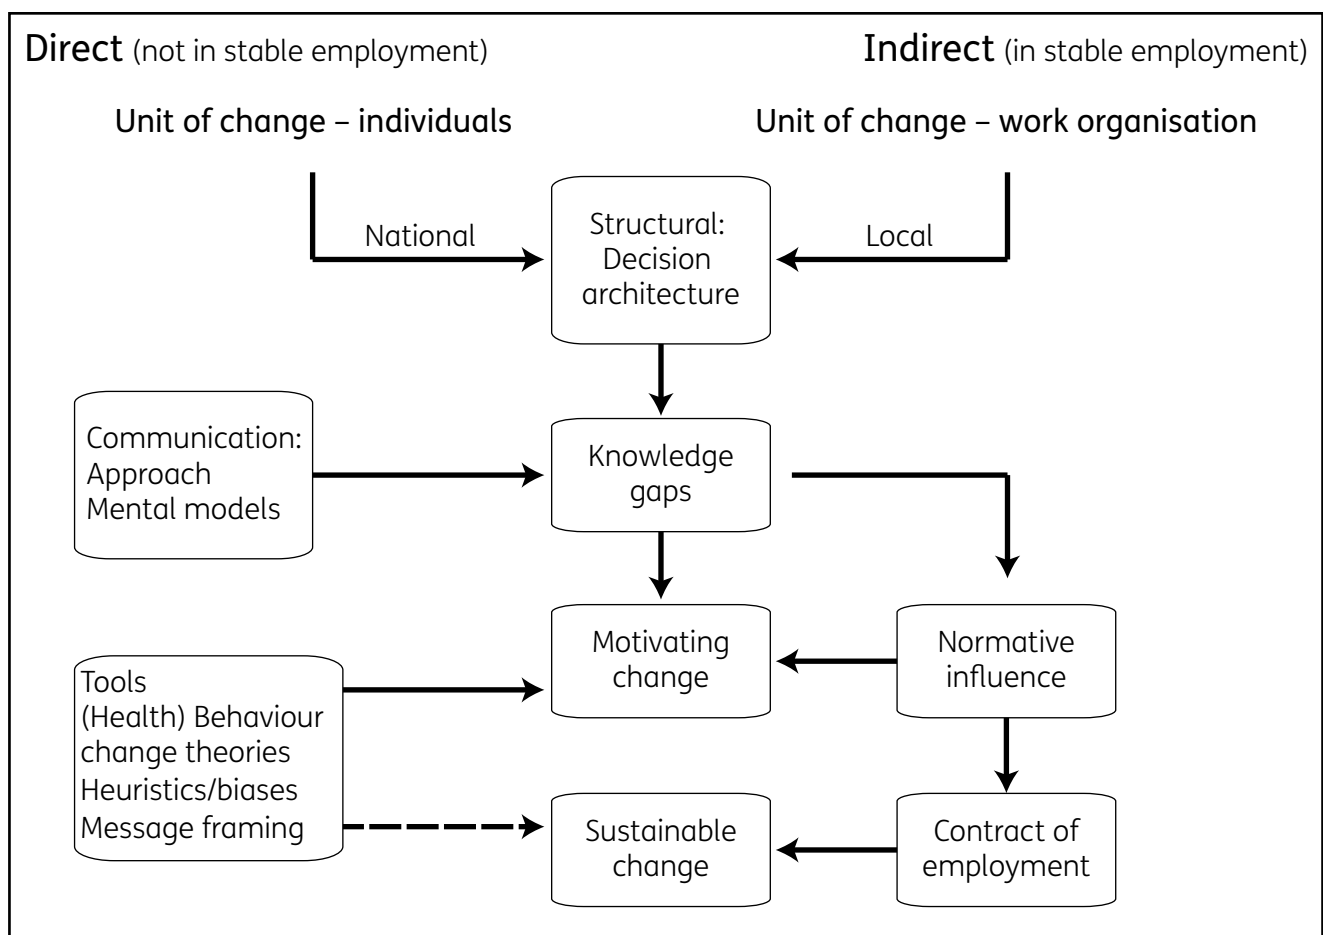 Direct (not in stable employment)
Indirect (in stable employment)
Unit of change – individuals
Unit of change – work organisation
National
Structural:
Decision
architecture
Local
Communication:
Approach
Mental models
Knowledge
gaps
Tools
(Health) Behaviour
change theories
Heuristics/biases
Message framing
Motivating
change
Normative
influence
Sustainable
change
Contract of
employment